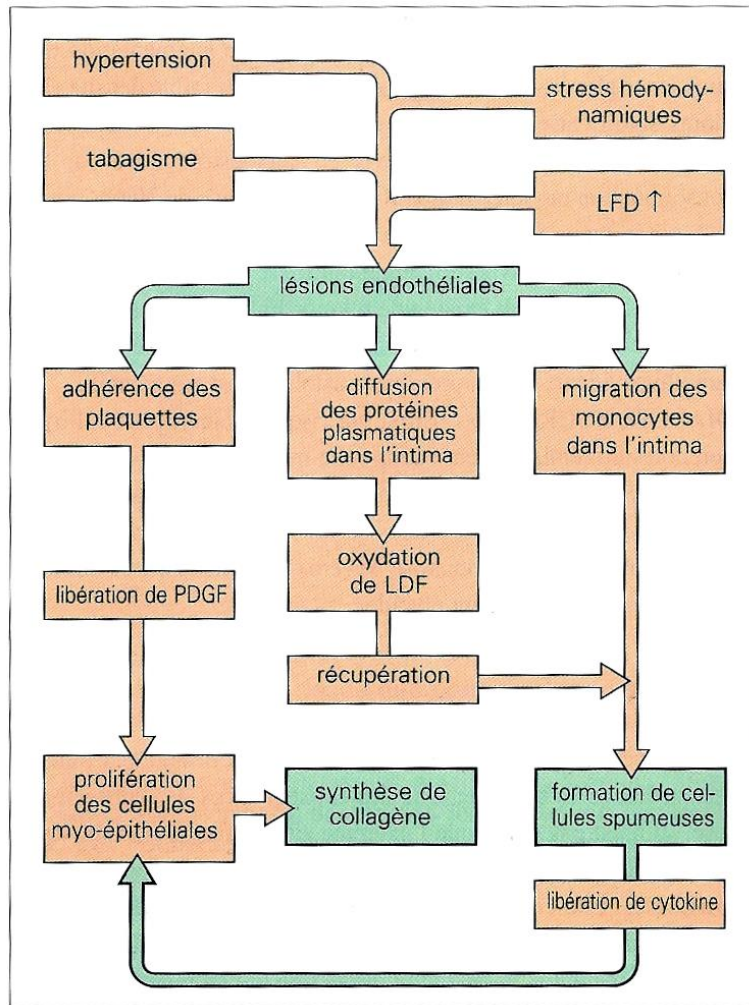 hypertension
stress hémody-
namiques
tabagisme
LFD ↑
lésions endothéliales
adhérence des
plaquettes
diffusion
des protéines
plasmatiques
dans l'intima
migration des
monocytes
dans l'intima
oxydation
de LDF
libération de PDGF
récupération
prolifération
des cellules
myo-épithéliales
synthèse de
collagène
formation de cel-
lules spumeuses
libération de cytokine